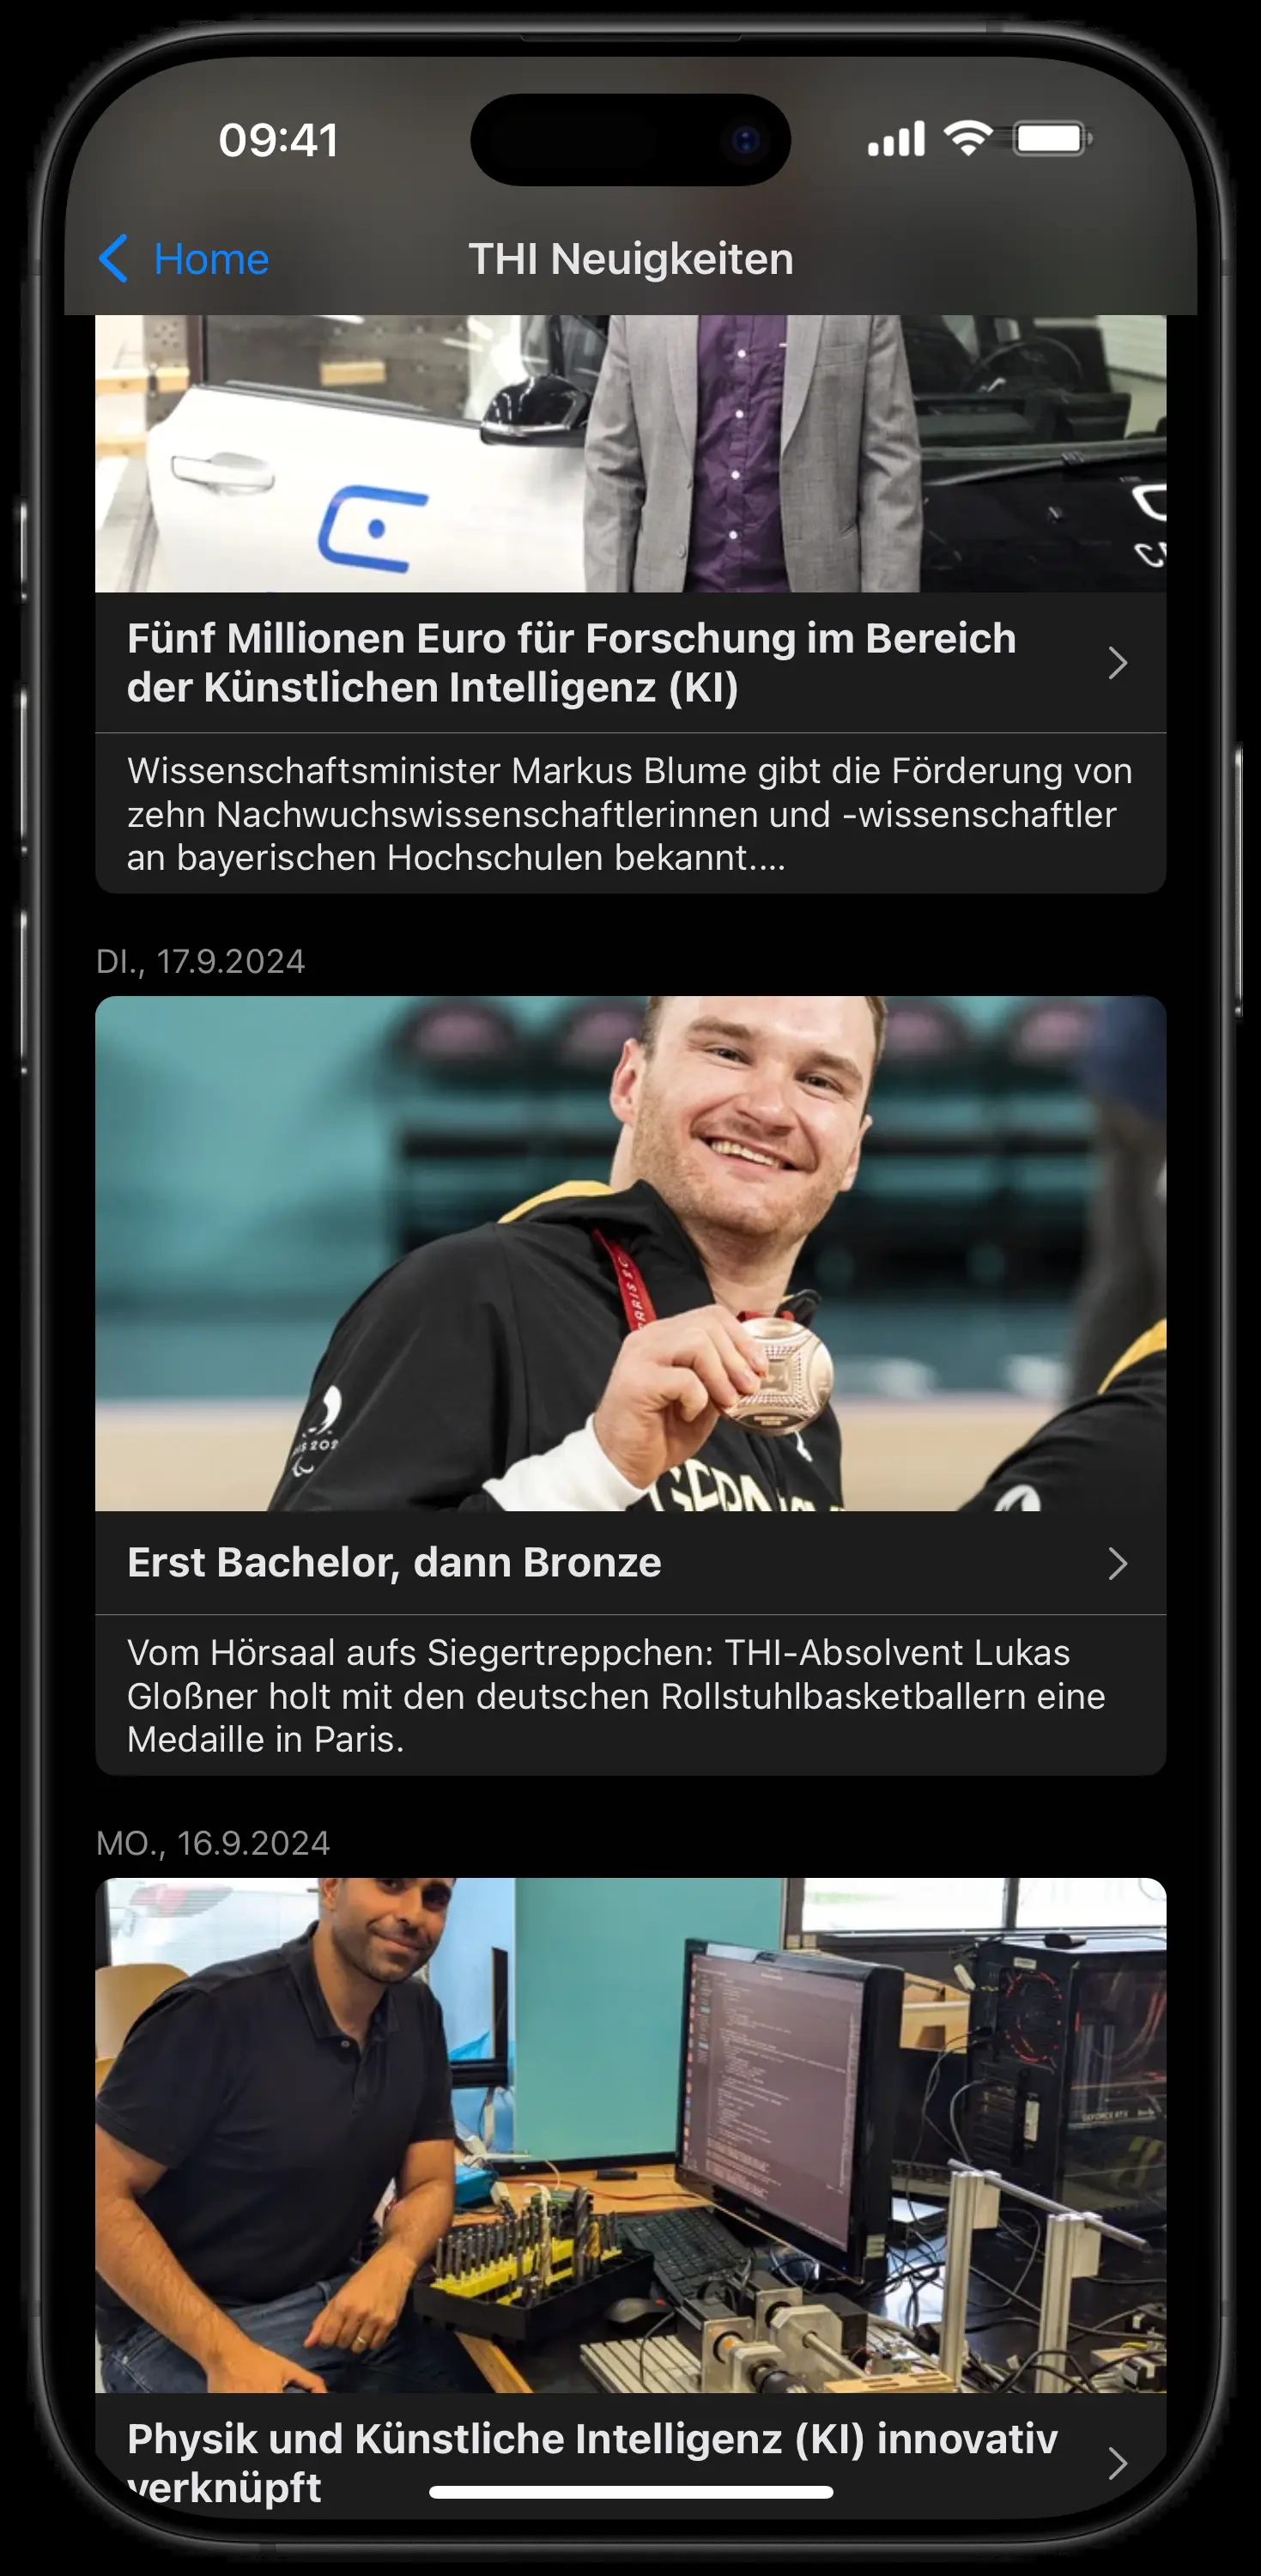 09:41
Home
THI Neuigkeiten
Fünf Millionen Euro für Forschung im Bereich
der Künstlichen Intelligenz (KI)
Wissenschaftsminister Markus Blume gibt die Förderung von
zehn Nachwuchswissenschaftlerinnen und -wissenschaftler
an bayerischen Hochschulen bekannt....
DI., 17.9.2024
Erst Bachelor, dann Bronze
Vom Hörsaal aufs Siegertreppchen: THI-Absolvent Lukas
Gloßner holt mit den deutschen Rollstuhlbasketballern eine
Medaille in Paris.
MO., 16.9.2024
GEFORCE RTX
Physik und Künstliche Intelligenz (KI) innovativ
verknüpft